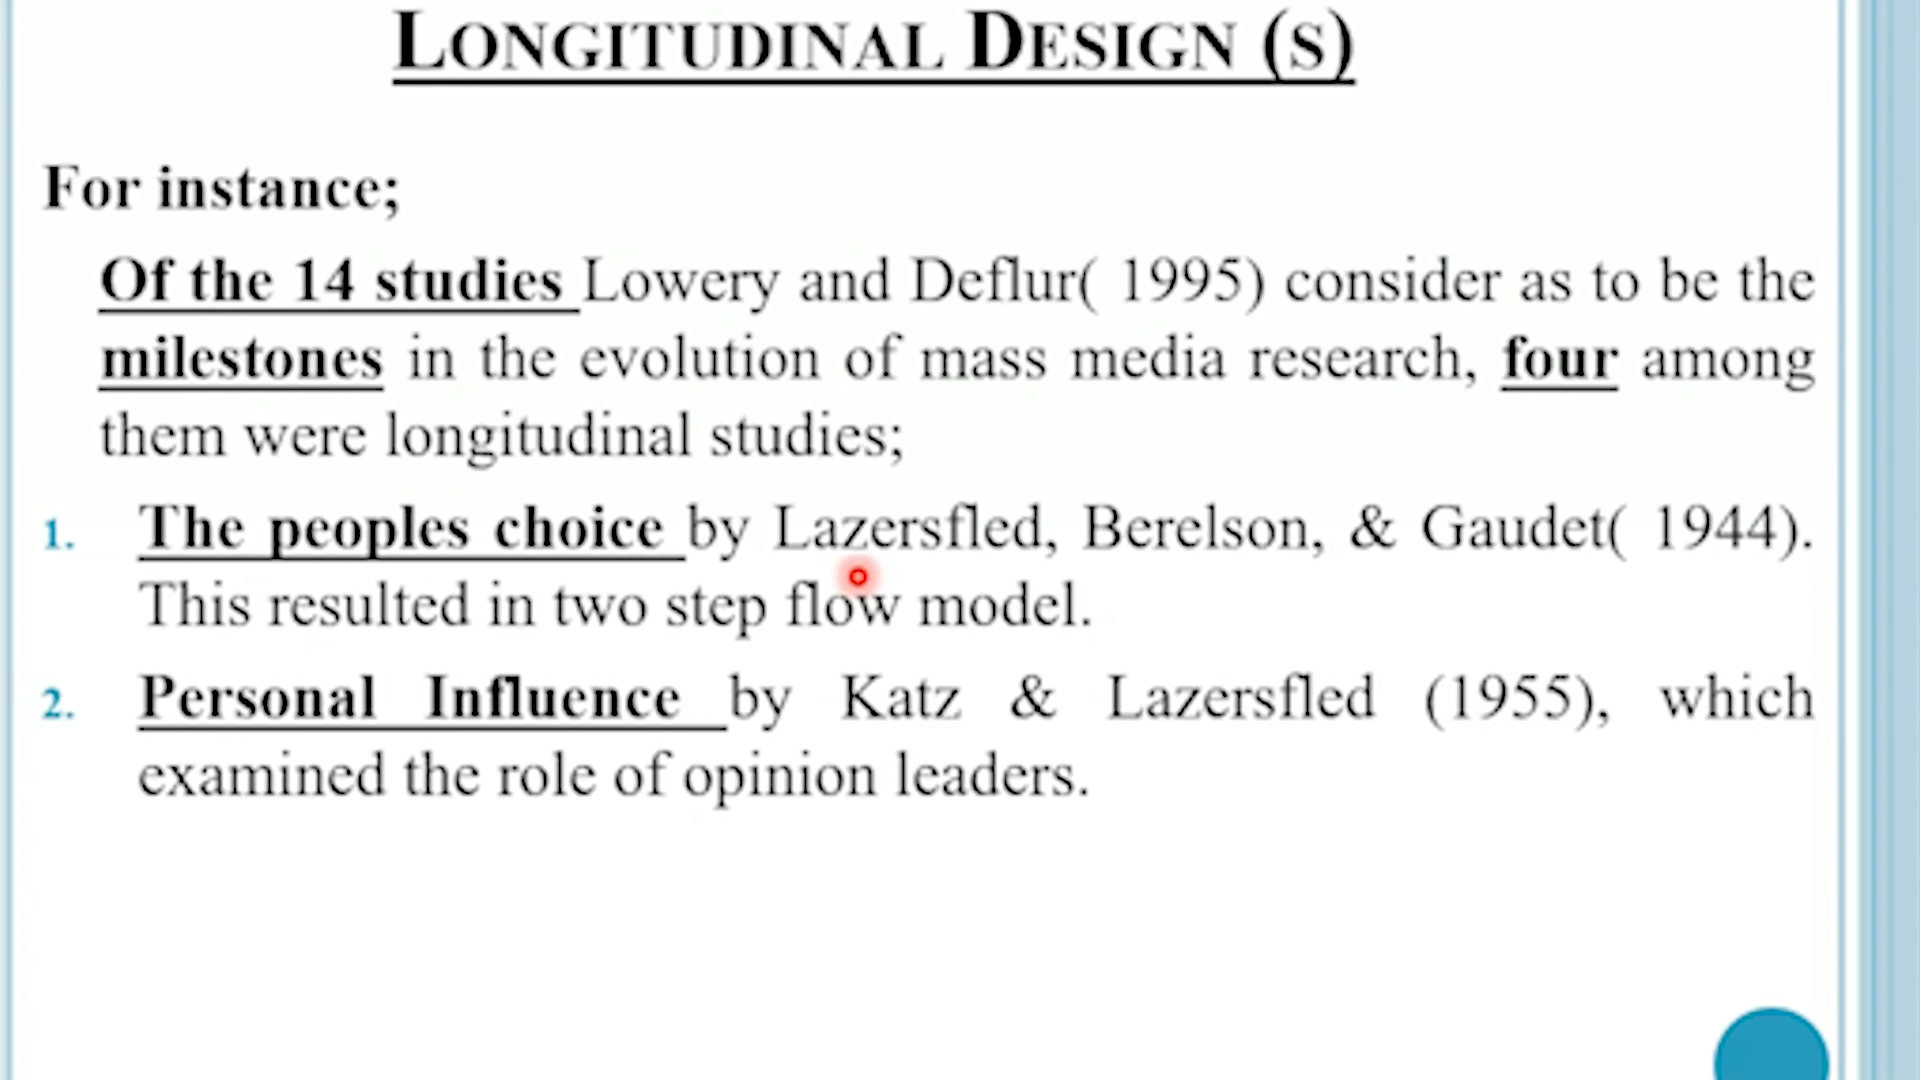 LONGITUDINAL DESIGN (S)
For instance;
Of the 14 studies Lowery and Deflur( 1995) consider as to be the
milestones in the evolution of mass media research, four among
them were longitudinal studies;
1. The peoples choice by Lazersfled, Berelson, & Gaudet( 1944).
This resulted in two step flow model.
2. Personal Influence by Katz & Lazersfled (1955), which
examined the role of opinion leaders.